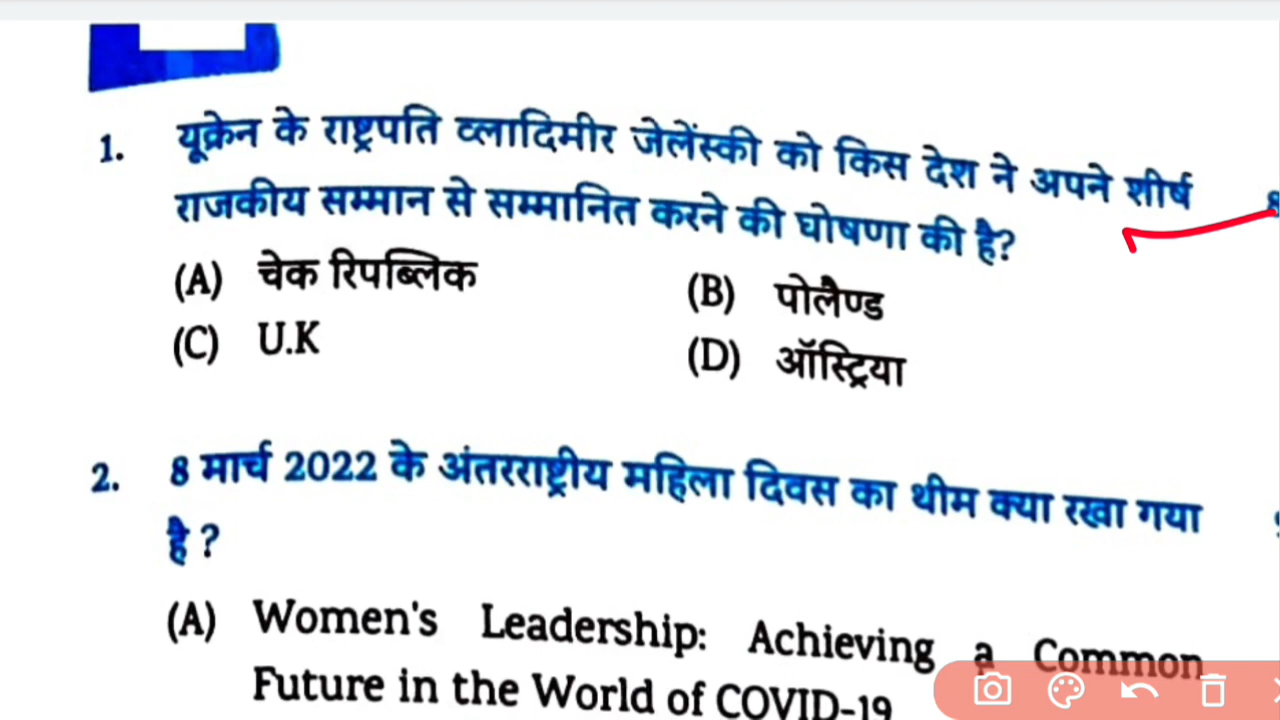 1. यूक्रेन के राष्ट्रपति व्लादिमीर जेलेंस्की को किस देश ने अपने शीर्ष
राजकीय सम्मान से सम्मानित करने की घोषणा की है?
(A) चेक रिपब्लिक (B) पोलैण्ड
(C) U.K (D) ऑस्ट्रिया
2. 8 मार्च 2022 के अंतरराष्ट्रीय महिला दिवस का थीम क्या रखा गया
है ?
(A) Women's Leadership: Achieving a Common
Future in the World of COVID-19